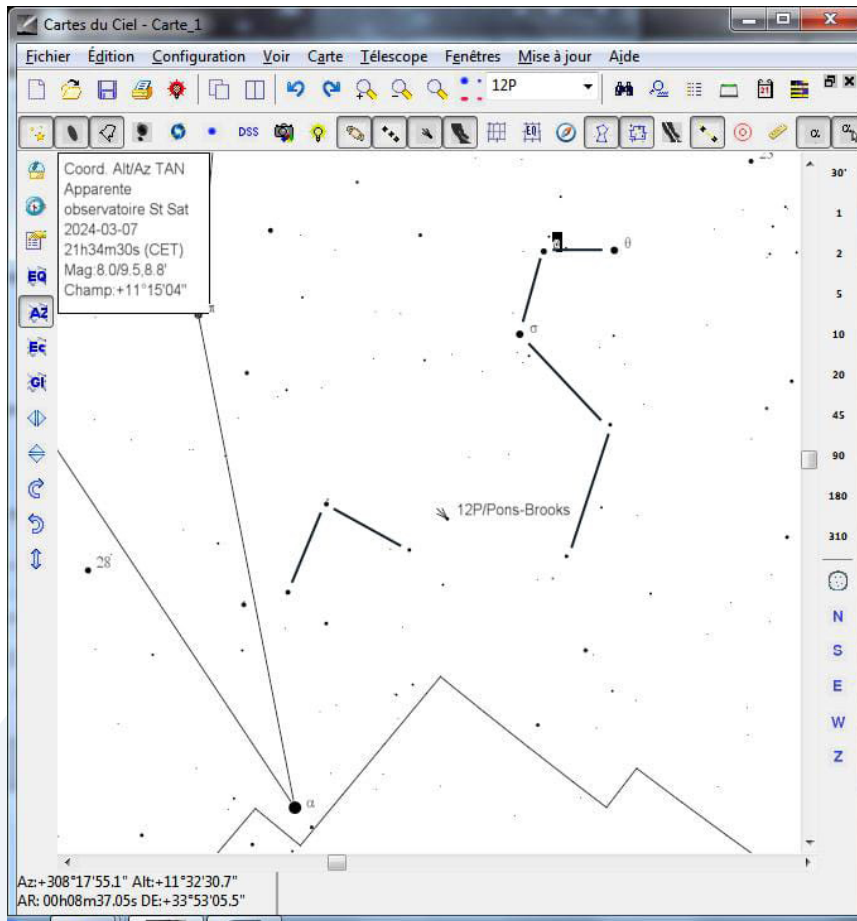 Cartes du Ciel - Carte_1
Fichier Édition Configuration Voir Carte Télescope Fenêtres Mise à jour Aide
12P
21
DSS EQ α α
Coord. Alt/Az TAN
Apparente
observatoire St Sat
2024-03-07
21h34m30s (CET)
Mag:8.0/9.5,8.8'
Champ:+11°15'04"
EQ
AZ
Ec
Gl
π
θ
σ
12P/Pons-Brooks
28
α
30'
1
2
5
10
20
45
90
180
310
N
S
E
W
Z
Az:+308°17'55.1" Alt:+11°32'30.7"
AR: 00h08m37.05s DE:+33°53'05.5"